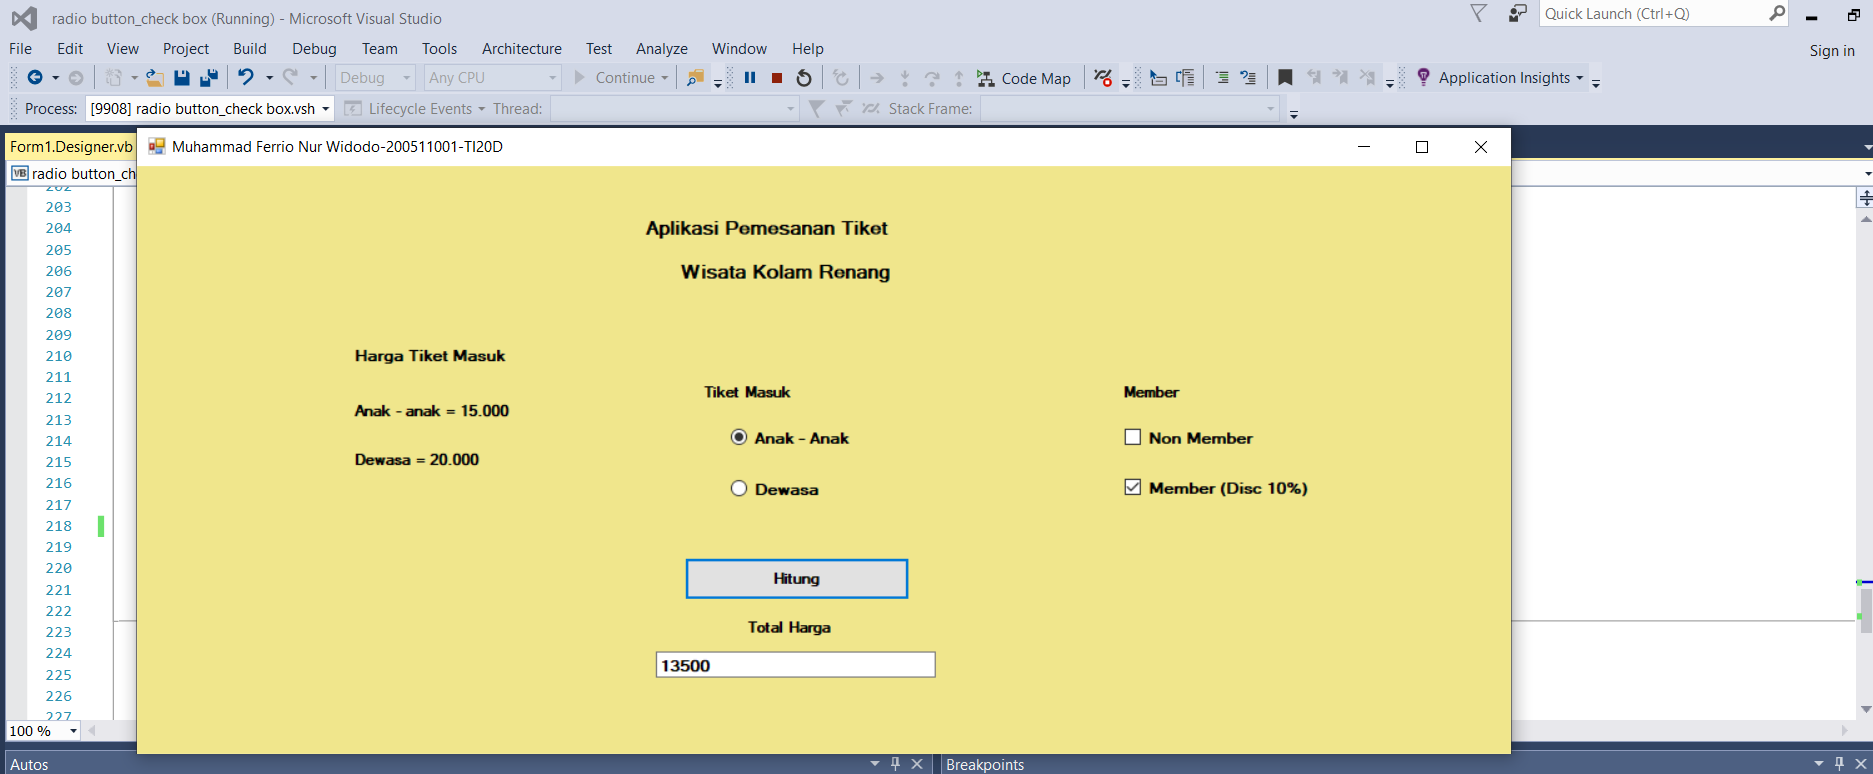 radio button_check box (Running) - Microsoft Visual Studio
Quick Launch (Ctrl+Q)
File Edit View Project Build Debug Team Tools Architecture Test Analyze Window Help
Sign in
Debug Any CPU Continue Code Map Application Insights
Process: [9908] radio button_check box.vsh Lifecycle Events Thread: Stack Frame:
Form1.Designer.vb
Muhammad Ferrio Nur Widodo-200511001-TI20D
VB radio button_ch
202
203
204
205
206
207
208
209
210
211
212
213
214
215
216
217
218
219
220
221
222
223
224
225
226
227
Aplikasi Pemesanan Tiket
Wisata Kolam Renang
Harga Tiket Masuk
Anak - anak = 15.000
Dewasa = 20.000
Tiket Masuk
Anak - Anak
Dewasa
Member
Non Member
Member (Disc 10%)
Hitung
Total Harga
13500
100 %
Autos
Breakpoints